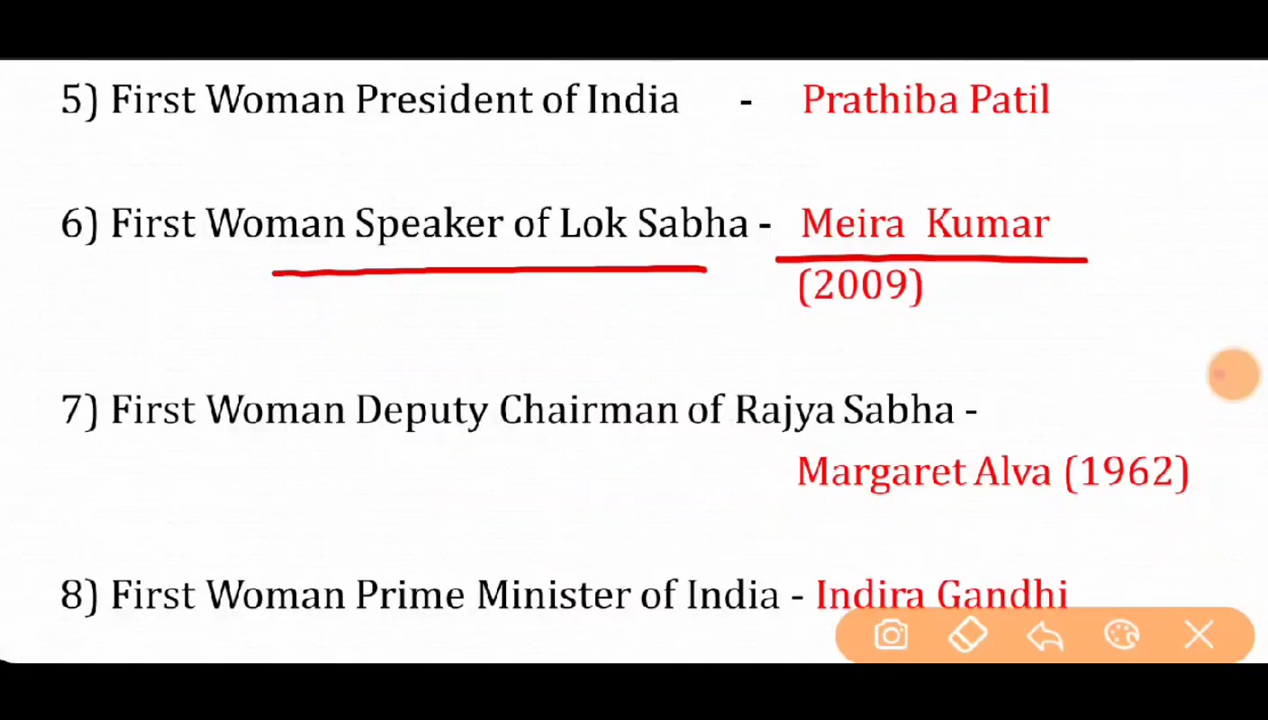 5) First Woman President of India - Prathiba Patil
6) First Woman Speaker of Lok Sabha - Meira Kumar
(2009)
7) First Woman Deputy Chairman of Rajya Sabha -
Margaret Alva (1962)
8) First Woman Prime Minister of India - Indira Gandhi